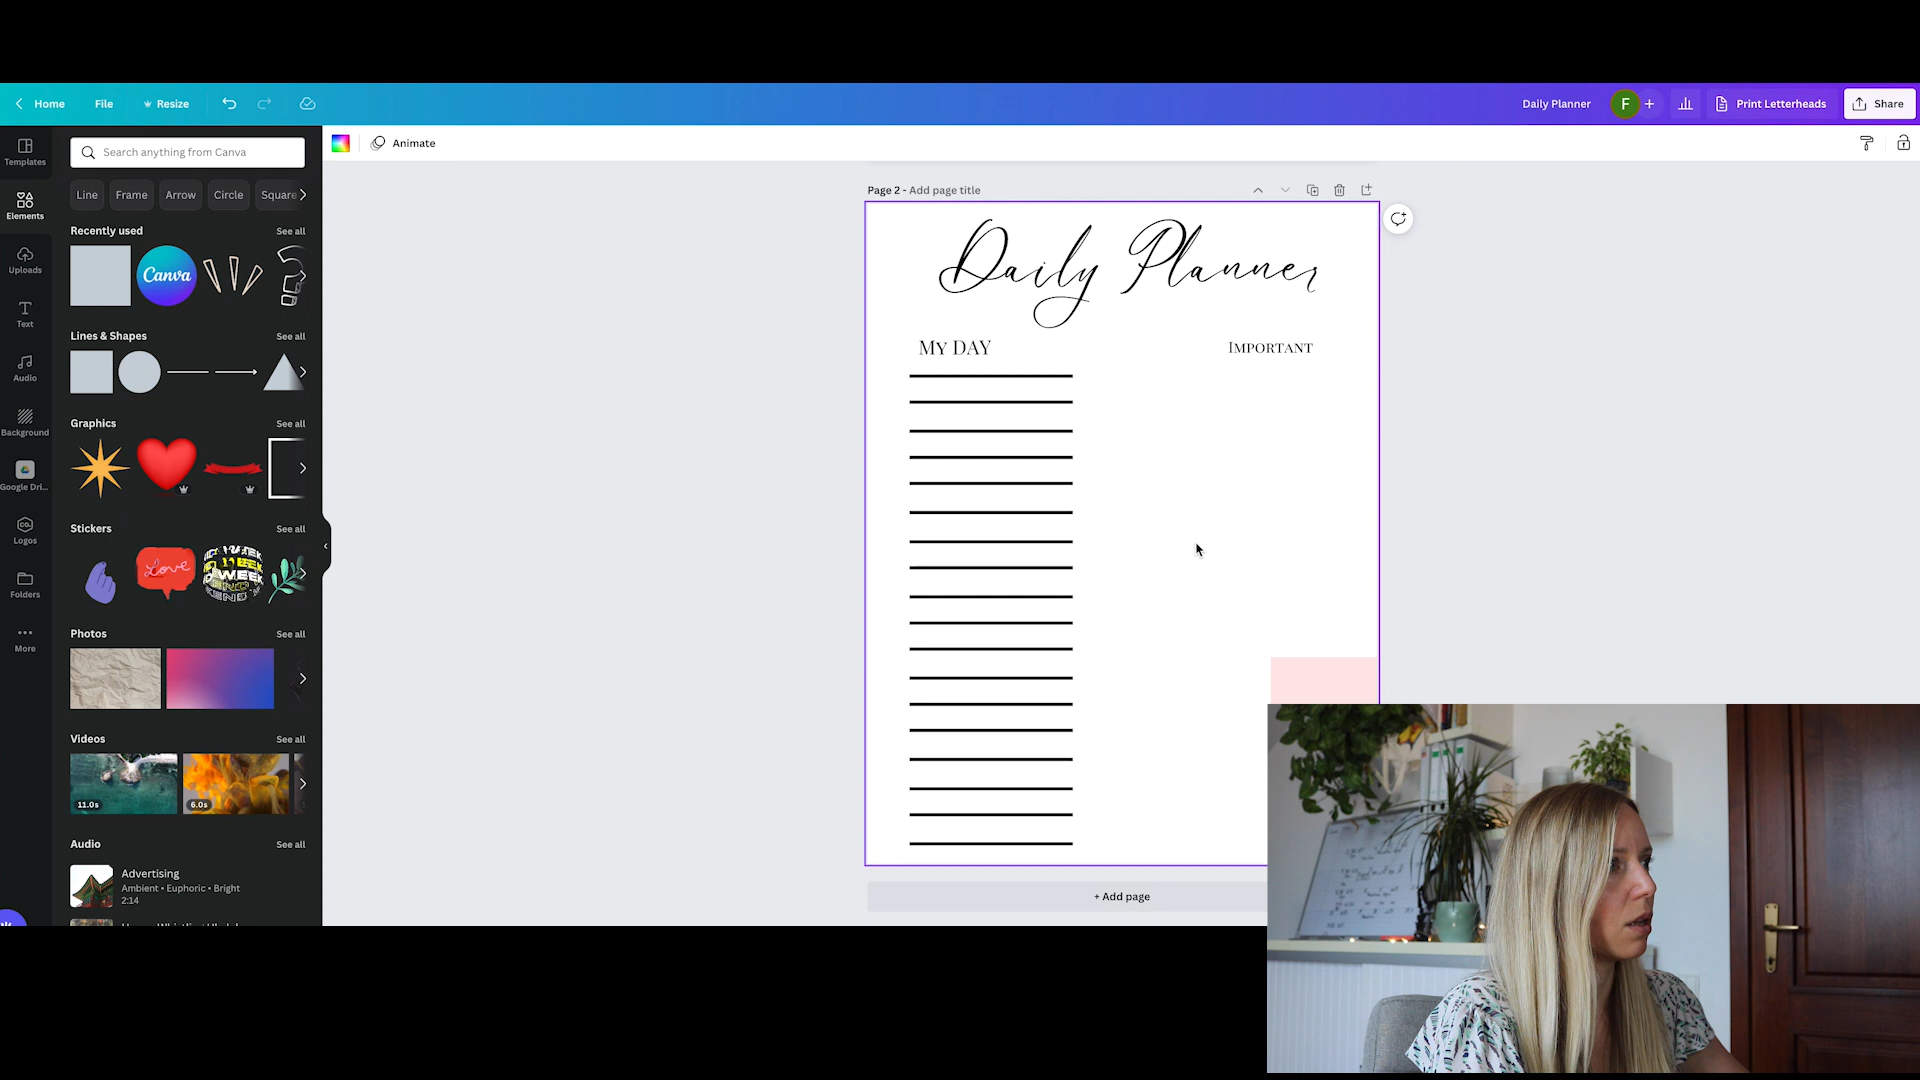 Home File Resize Daily Planner F + Print Letterheads Share
Templates
Elements
Uploads
Text
Audio
Background
Google Dri...
Logos
Folders
More
Search anything from Canva
Line Frame Arrow Circle Square
Recently used See all
Canva
Lines & Shapes See all
Graphics See all
Stickers See all
Love
WEEK
Photos See all
Videos See all
11.0s 6.0s
Audio See all
Advertising
Ambient • Euphoric • Bright
2:14
Animate
Page 2 - Add page title
Daily Planner
My DAY IMPORTANT
+ Add page